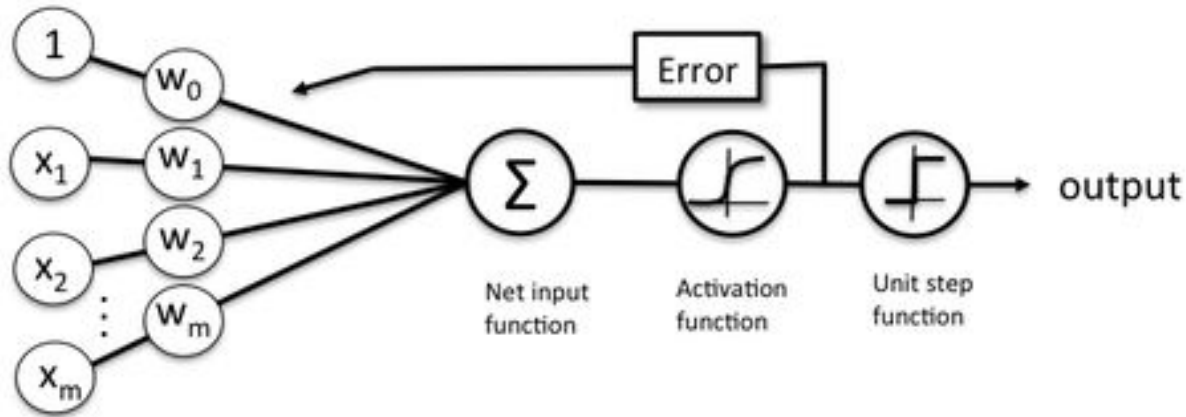 1
w₀
Error
x₁
w₁
Σ
output
x₂
w₂
⋮
wₘ
xₘ
Net input
function
Activation
function
Unit step
function